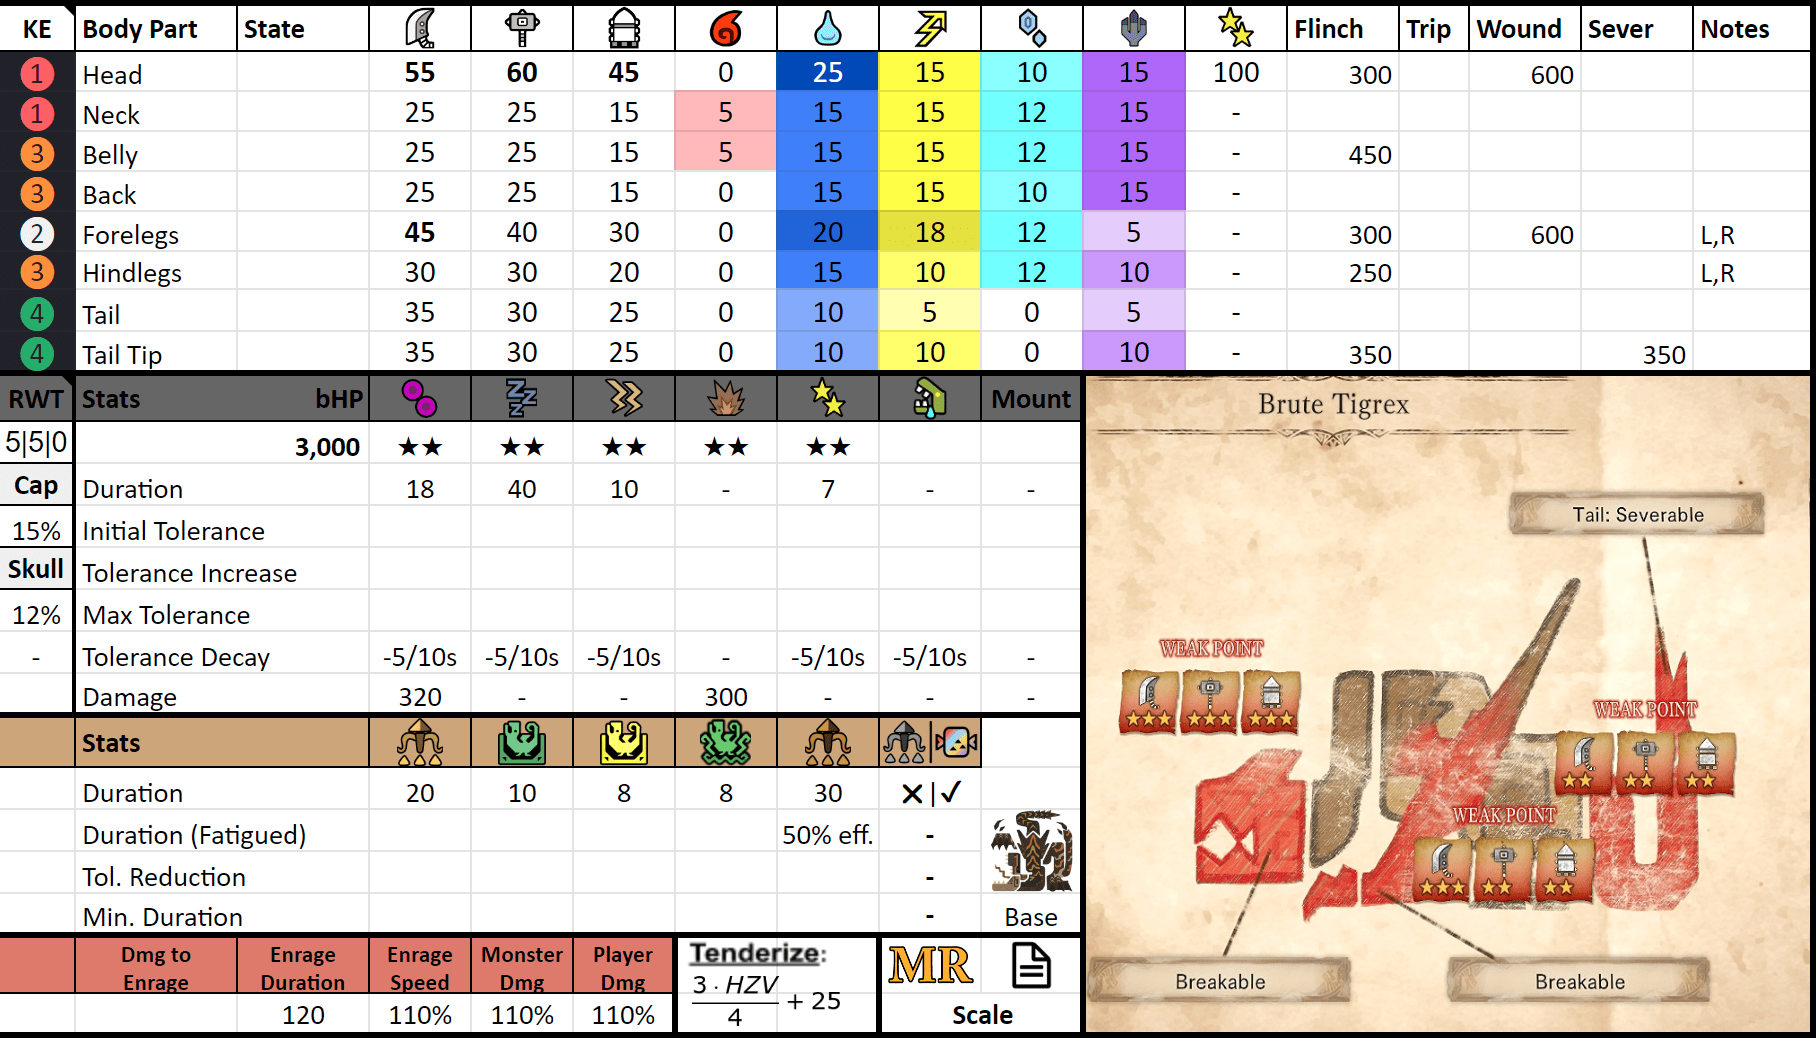 KE Body Part State Flinch Trip Wound Sever Notes
1 Head 55 60 45 0 25 15 10 15 100 300 600
1 Neck 25 25 15 5 15 15 12 15 -
3 Belly 25 25 15 5 15 15 12 15 - 450
3 Back 25 25 15 0 15 15 10 15 -
2 Forelegs 45 40 30 0 20 18 12 5 - 300 600 L,R
3 Hindlegs 30 30 20 0 15 10 12 10 - 250 L,R
4 Tail 35 30 25 0 10 5 0 5 -
4 Tail Tip 35 30 25 0 10 10 0 10 - 350 350
RWT Stats bHP Mount
5|5|0 3,000 ★★ ★★ ★★ ★★ ★★
Cap Duration 18 40 10 - 7 - -
15% Initial Tolerance
Skull Tolerance Increase
12% Max Tolerance
- Tolerance Decay -5/10s -5/10s -5/10s - -5/10s -5/10s -
Damage 320 - - 300 - - -
Stats
Duration 20 10 8 8 30 ✕|✓
Duration (Fatigued) 50% eff. -
Tol. Reduction -
Min. Duration - Base
Dmg to Enrage Enrage Duration Enrage Speed Monster Dmg Player Dmg
120 110% 110% 110%
Tenderize:
3 · HZV
4
+ 25
MR
Scale
Brute Tigrex
Tail: Severable
WEAK POINT
★★★ ★★★ ★★★
WEAK POINT
★★ ★★ ★★
WEAK POINT
★★★ ★★ ★★
Breakable
Breakable